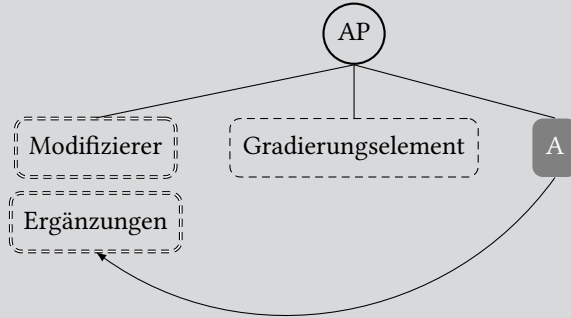 AP
Modifizierer
Gradierungselement
A
Ergänzungen